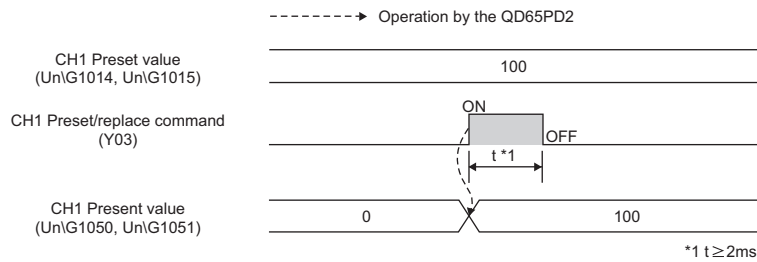 Operation by the QD65PD2
CH1 Preset value
(Un\G1014, Un\G1015)
100
CH1 Preset/replace command
(Y03)
ON
OFF
t *1
CH1 Present value
(Un\G1050, Un\G1051)
0
100
*1 t≥2ms